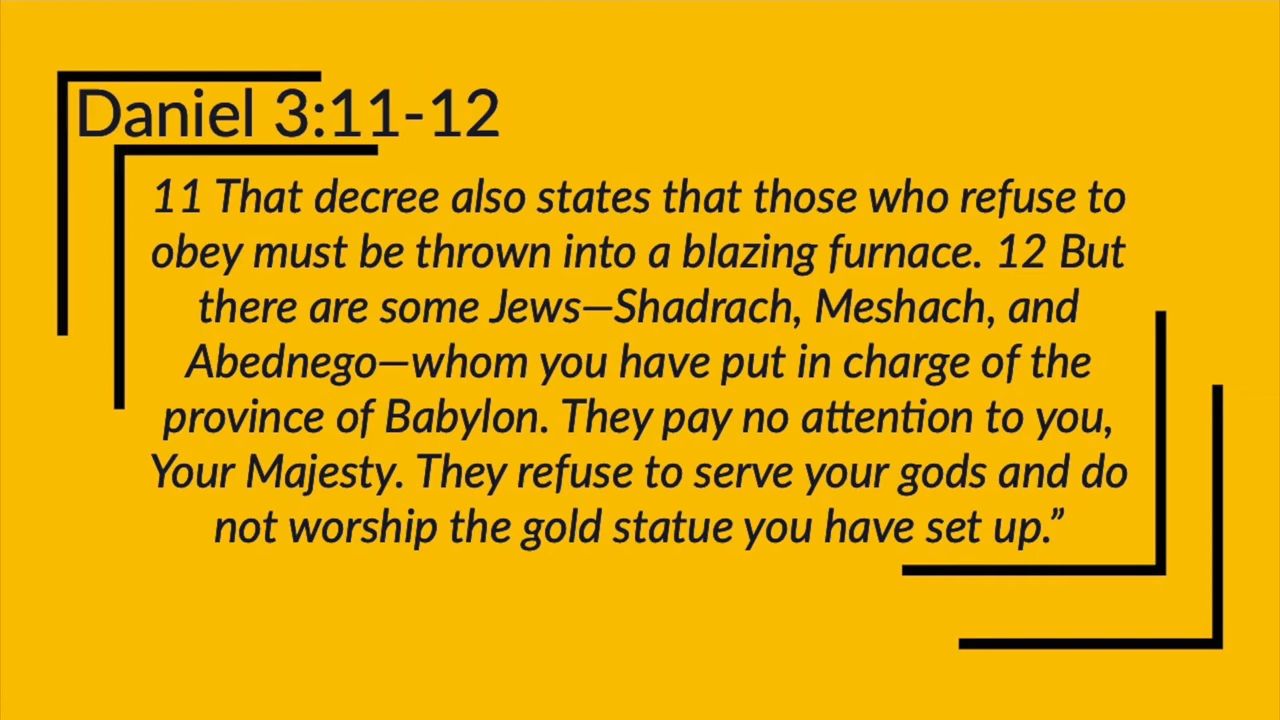 Daniel 3:11-12
11 That decree also states that those who refuse to
obey must be thrown into a blazing furnace. 12 But
there are some Jews—Shadrach, Meshach, and
Abednego—whom you have put in charge of the
province of Babylon. They pay no attention to you,
Your Majesty. They refuse to serve your gods and do
not worship the gold statue you have set up.”